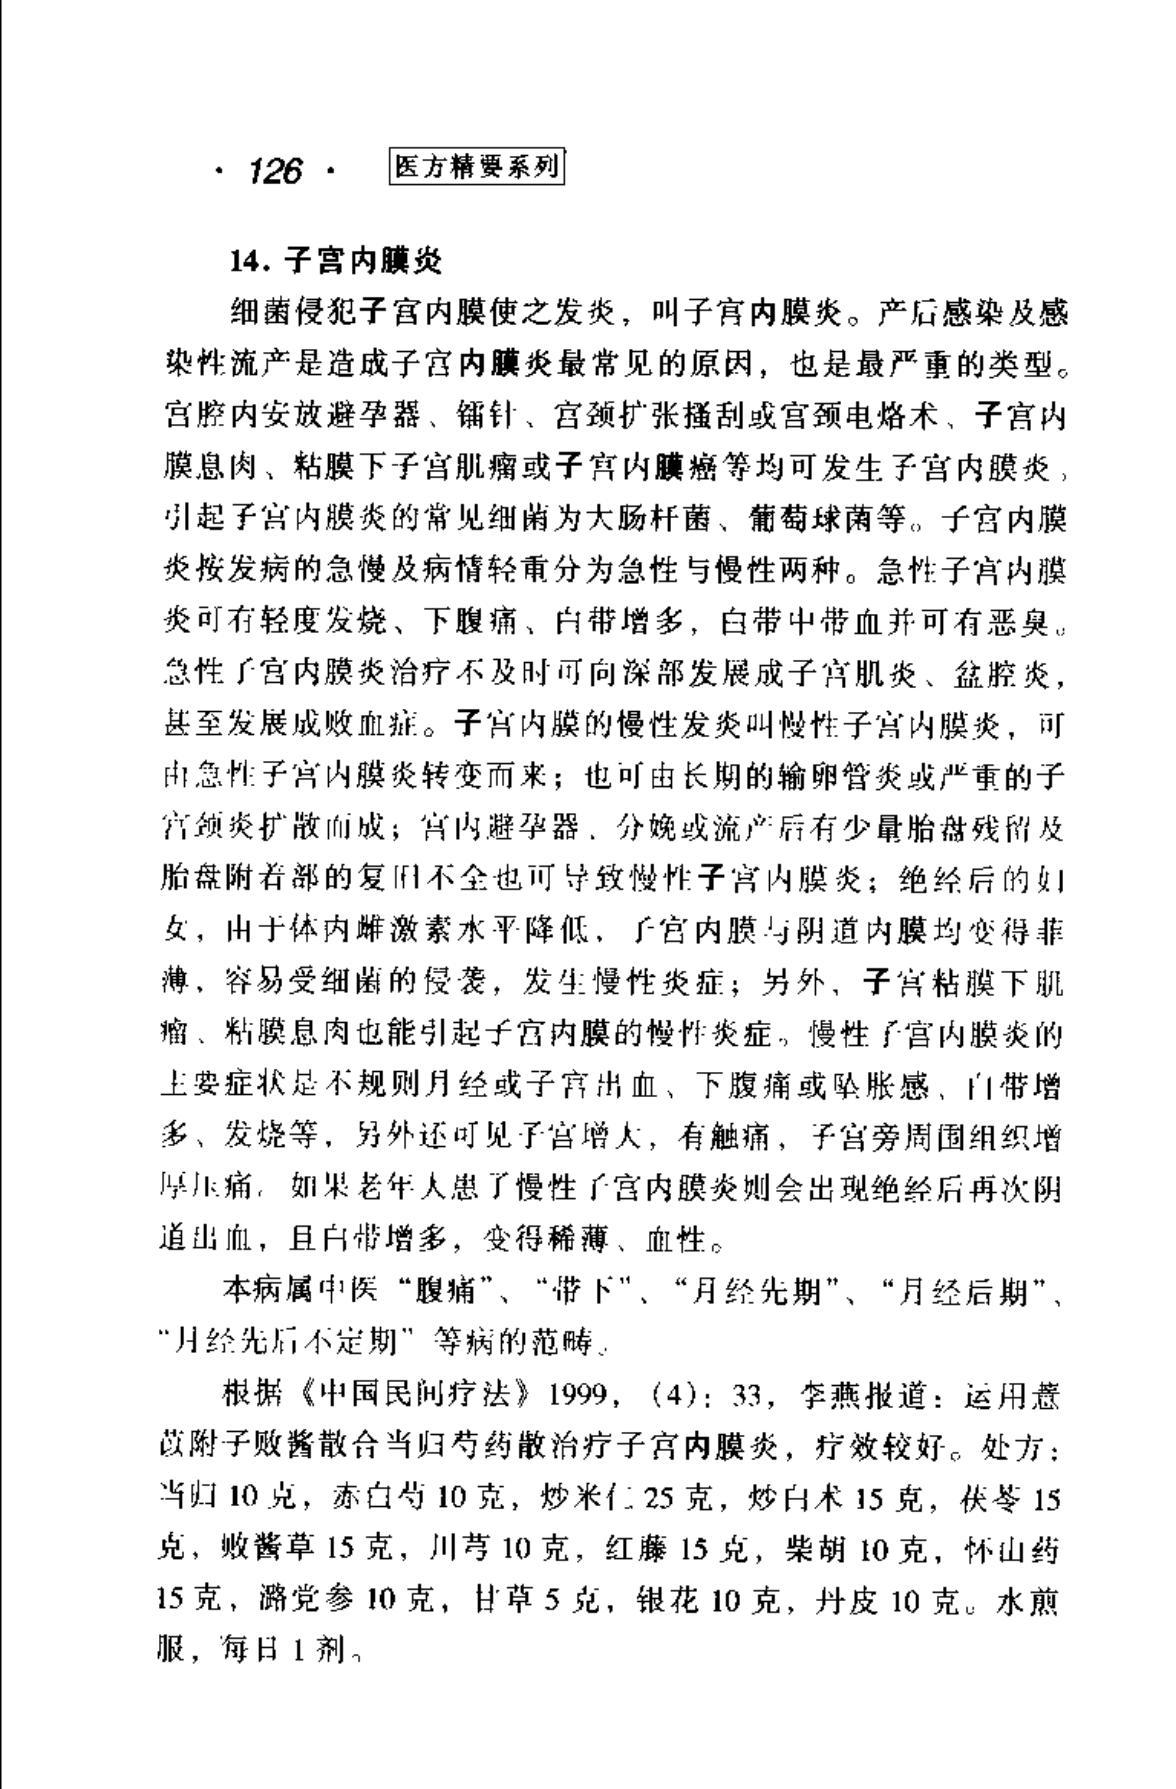 · 126 · 医方精要系列
14. 子宫内膜炎
细菌侵犯子宫内膜使之发炎，叫子宫内膜炎。产后感染及感
染性流产是造成子宫内膜炎最常见的原因，也是最严重的类型。
宫腔内安放避孕器、镭针、宫颈扩张搔刮或宫颈电烙术、子宫内
膜息肉、粘膜下子宫肌瘤或子宫内膜癌等均可发生子宫内膜炎。
引起子宫内膜炎的常见细菌为大肠杆菌、葡萄球菌等。子宫内膜
炎按发病的急慢及病情轻重分为急性与慢性两种。急性子宫内膜
炎可有轻度发烧、下腹痛、白带增多，白带中带血并可有恶臭。
急性子宫内膜炎治疗不及时可向深部发展成子宫肌炎、盆腔炎，
甚至发展成败血症。子宫内膜的慢性发炎叫慢性子宫内膜炎，可
由急性子宫内膜炎转变而来；也可由长期的输卵管炎或严重的子
宫颈炎扩散而成；宫内避孕器、分娩或流产后有少量胎盘残留及
胎盘附着部的复旧不全也可导致慢性子宫内膜炎；绝经后的妇
女，由于体内雌激素水平降低，子宫内膜与阴道内膜均变得菲
薄，容易受细菌的侵袭，发生慢性炎症；另外，子宫粘膜下肌
瘤、粘膜息肉也能引起子宫内膜的慢性炎症。慢性子宫内膜炎的
主要症状是不规则月经或子宫出血、下腹痛或坠胀感、白带增
多、发烧等，另外还可见子宫增大，有触痛，子宫旁周围组织增
厚压痛。如果老年人患了慢性子宫内膜炎则会出现绝经后再次阴
道出血，且白带增多，变得稀薄、血性。
本病属中医“腹痛”、“带下”、“月经先期”、“月经后期”、
“月经先后不定期”等病的范畴。
根据《中国民间疗法》1999，（4）：33，李燕报道：运用薏
苡附子败酱散合当归芍药散治疗子宫内膜炎，疗效较好。处方：
当归 10 克，赤白芍 10 克，炒米仁 25 克，炒白术 15 克，茯苓 15
克，败酱草 15 克，川芎 10 克，红藤 15 克，柴胡 10 克，怀山药
15 克，潞党参 10 克，甘草 5 克，银花 10 克，丹皮 10 克。水煎
服，每日 1 剂。